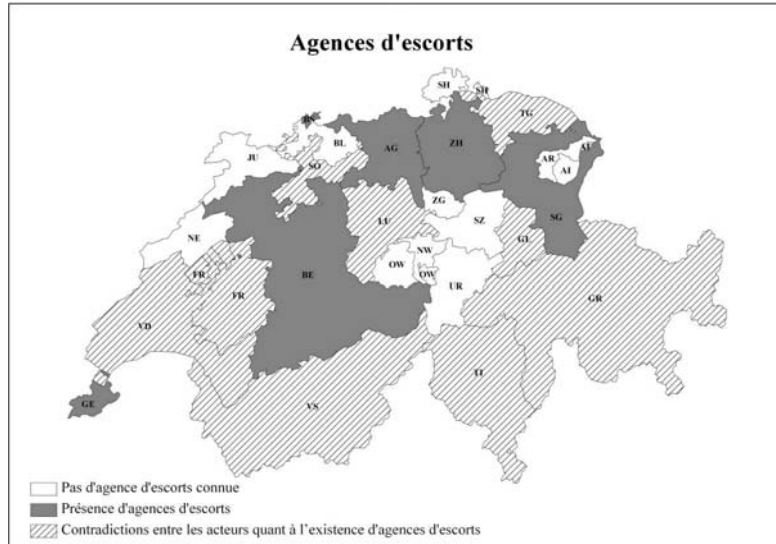 Agences d'escorts
SH
SH
TG
BS
BL
AG
ZH
JU
SO
AR
AI
AI
ZG
LU
SZ
NE
NW
GL
SG
OW
OW
FR
BE
UR
FR
GR
VD
GE
VS
TI
Pas d'agence d'escorts connue
Présence d'agences d'escorts
Contradictions entre les acteurs quant à l'existence d'agences d'escorts